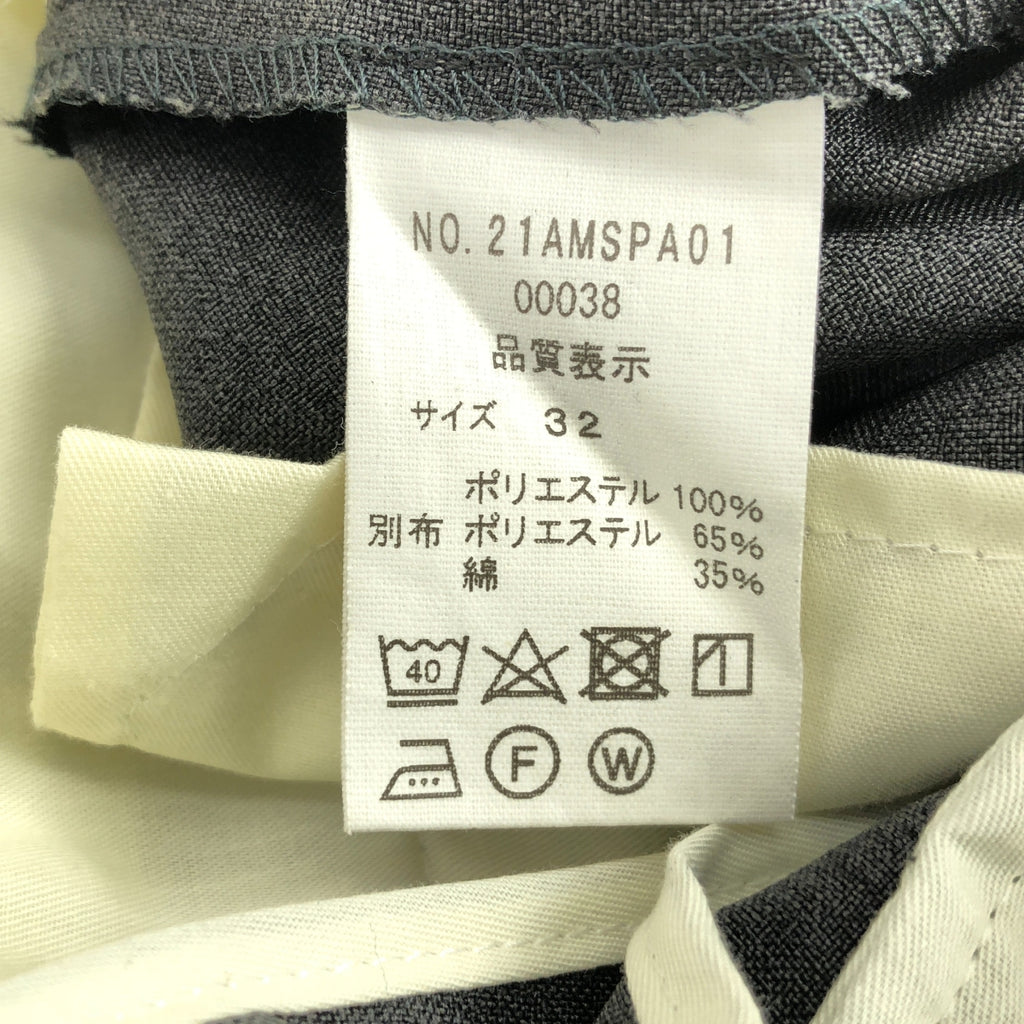 NO.21AMSPA01
00038
品質表示
サイズ 32
ポリエステル 100%
別布 ポリエステル 65%
綿 35%
40
F W